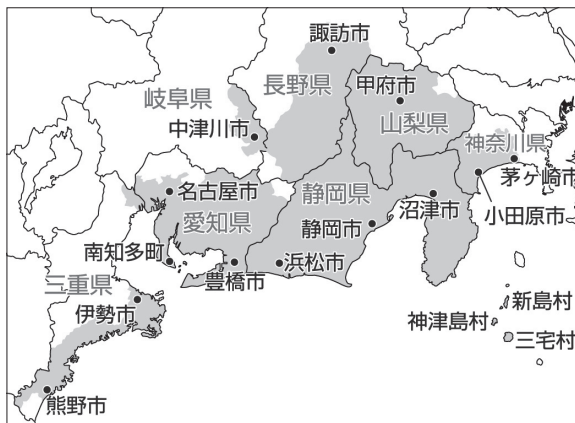 諏訪市
長野県
甲府市
山梨県
岐阜県
中津川市
神奈川県
茅ヶ崎市
小田原市
名古屋市
愛知県
静岡県
静岡市
沼津市
南知多町
豊橋市
浜松市
三重県
伊勢市
新島村
神津島村
三宅村
熊野市